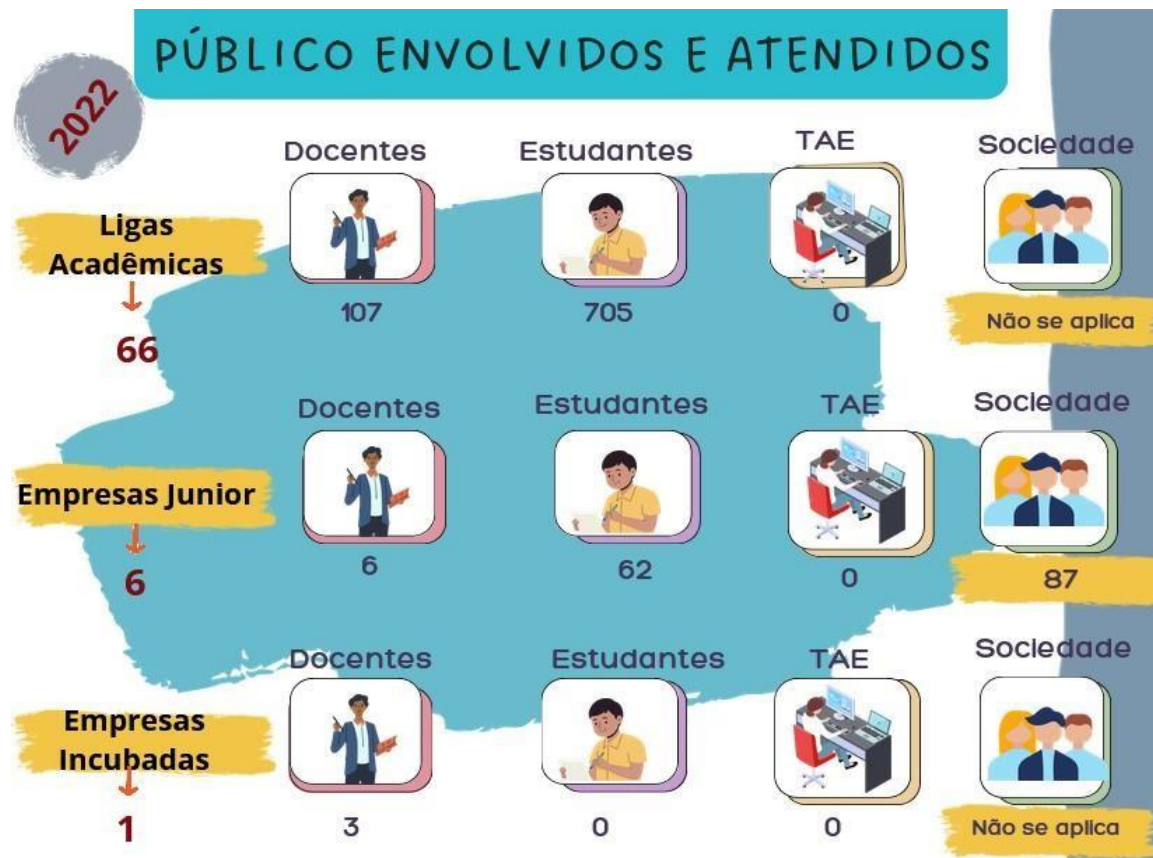 PÚBLICO ENVOLVIDOS E ATENDIDOS
2022
Docentes Estudantes TAE Sociedade
Ligas
Acadêmicas
66
107 705 0 Não se aplica
Docentes Estudantes TAE Sociedade
Empresas Junior
6
6 62 0 87
Docentes Estudantes TAE Sociedade
Empresas
Incubadas
1
3 0 0 Não se aplica